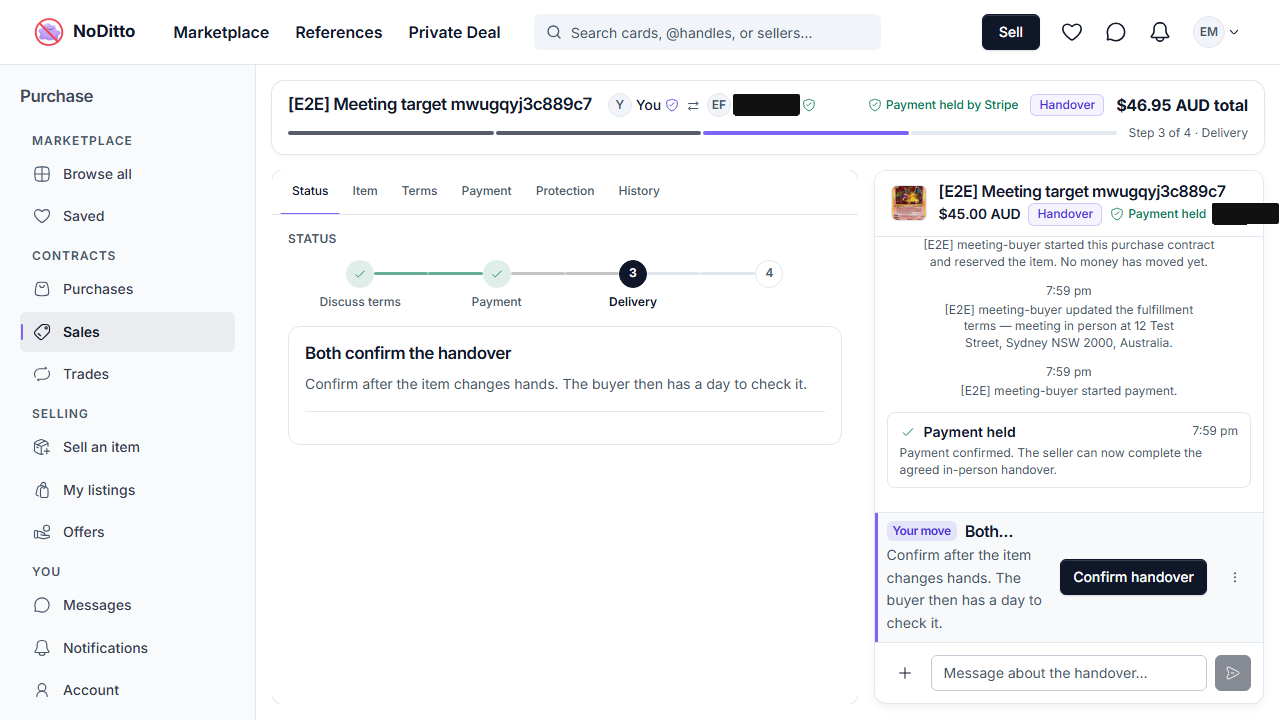 NoDitto
Marketplace
References
Private Deal
Search cards, @handles, or sellers...
Sell
EM
Purchase
MARKETPLACE
Browse all
Saved
CONTRACTS
Purchases
Sales
Trades
SELLING
Sell an item
My listings
Offers
YOU
Messages
Notifications
Account
[E2E] Meeting target mwugqyj3c889c7
Y You
EF
Payment held by Stripe
Handover
$46.95 AUD total
Step 3 of 4 · Delivery
Status
Item
Terms
Payment
Protection
History
STATUS
3
4
Discuss terms
Payment
Delivery
Both confirm the handover
Confirm after the item changes hands. The buyer then has a day to check it.
[E2E] Meeting target mwugqyj3c889c7
$45.00 AUD
Handover
Payment held
[E2E] meeting-buyer started this purchase contract
and reserved the item. No money has moved yet.
7:59 pm
[E2E] meeting-buyer updated the fulfillment
terms — meeting in person at 12 Test
Street, Sydney NSW 2000, Australia.
7:59 pm
[E2E] meeting-buyer started payment.
Payment held
7:59 pm
Payment confirmed. The seller can now complete the
agreed in-person handover.
Your move
Both...
Confirm after the item
changes hands. The
buyer then has a day to
check it.
Confirm handover
Message about the handover...